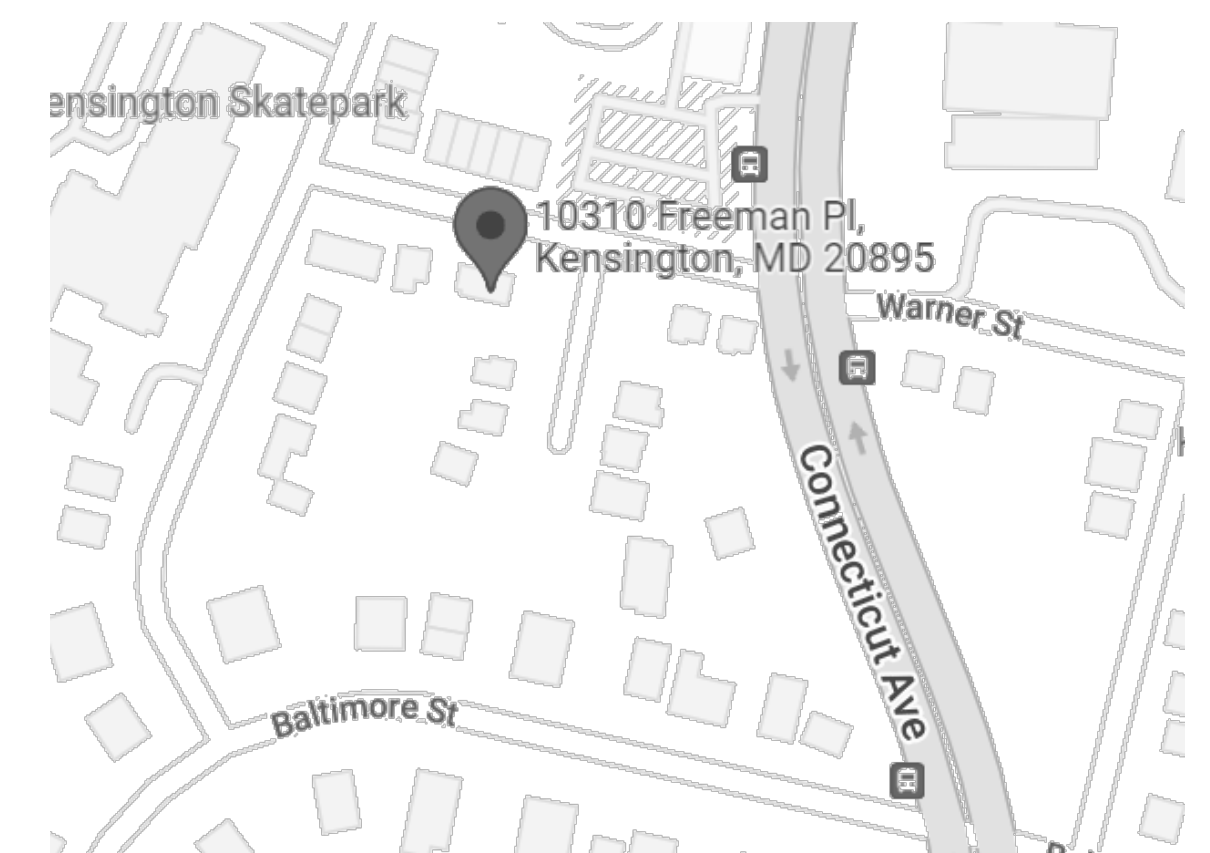 ensington Skatepark
10310 Freeman Pl,
Kensington, MD 20895
Warner St
Connecticut Ave
Baltimore St